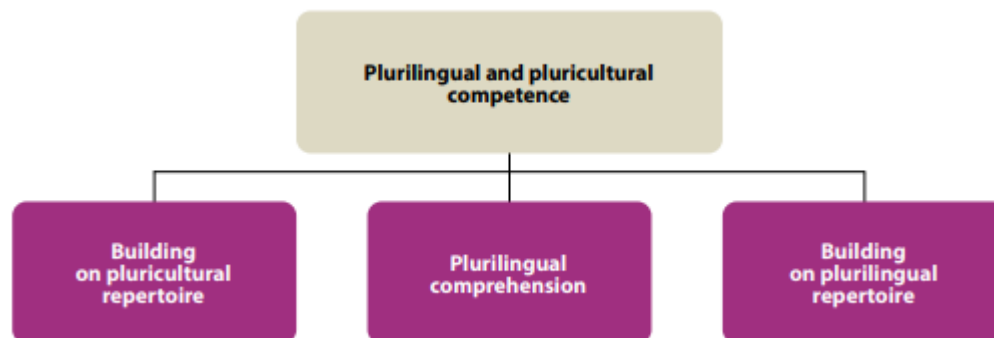 Plurilingual and pluricultural
competence
Building
on pluricultural
repertoire
Plurilingual
comprehension
Building
on plurilingual
repertoire